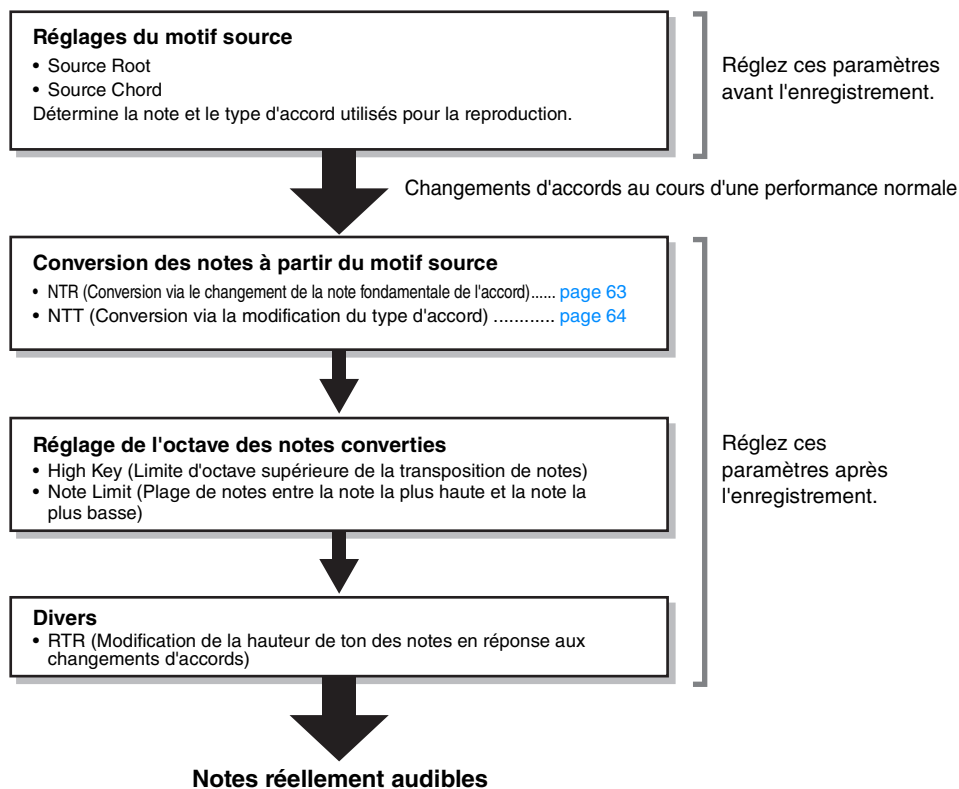 Réglages du motif source
• Source Root
• Source Chord
Détermine la note et le type d'accord utilisés pour la reproduction.
Réglez ces paramètres
avant l'enregistrement.
Changements d'accords au cours d'une performance normale
Conversion des notes à partir du motif source
• NTR (Conversion via le changement de la note fondamentale de l'accord)...... page 63
• NTT (Conversion via la modification du type d'accord) ............ page 64
Réglage de l'octave des notes converties
• High Key (Limite d'octave supérieure de la transposition de notes)
• Note Limit (Plage de notes entre la note la plus haute et la note la
plus basse)
Réglez ces
paramètres après
l'enregistrement.
Divers
• RTR (Modification de la hauteur de ton des notes en réponse aux
changements d'accords)
Notes réellement audibles